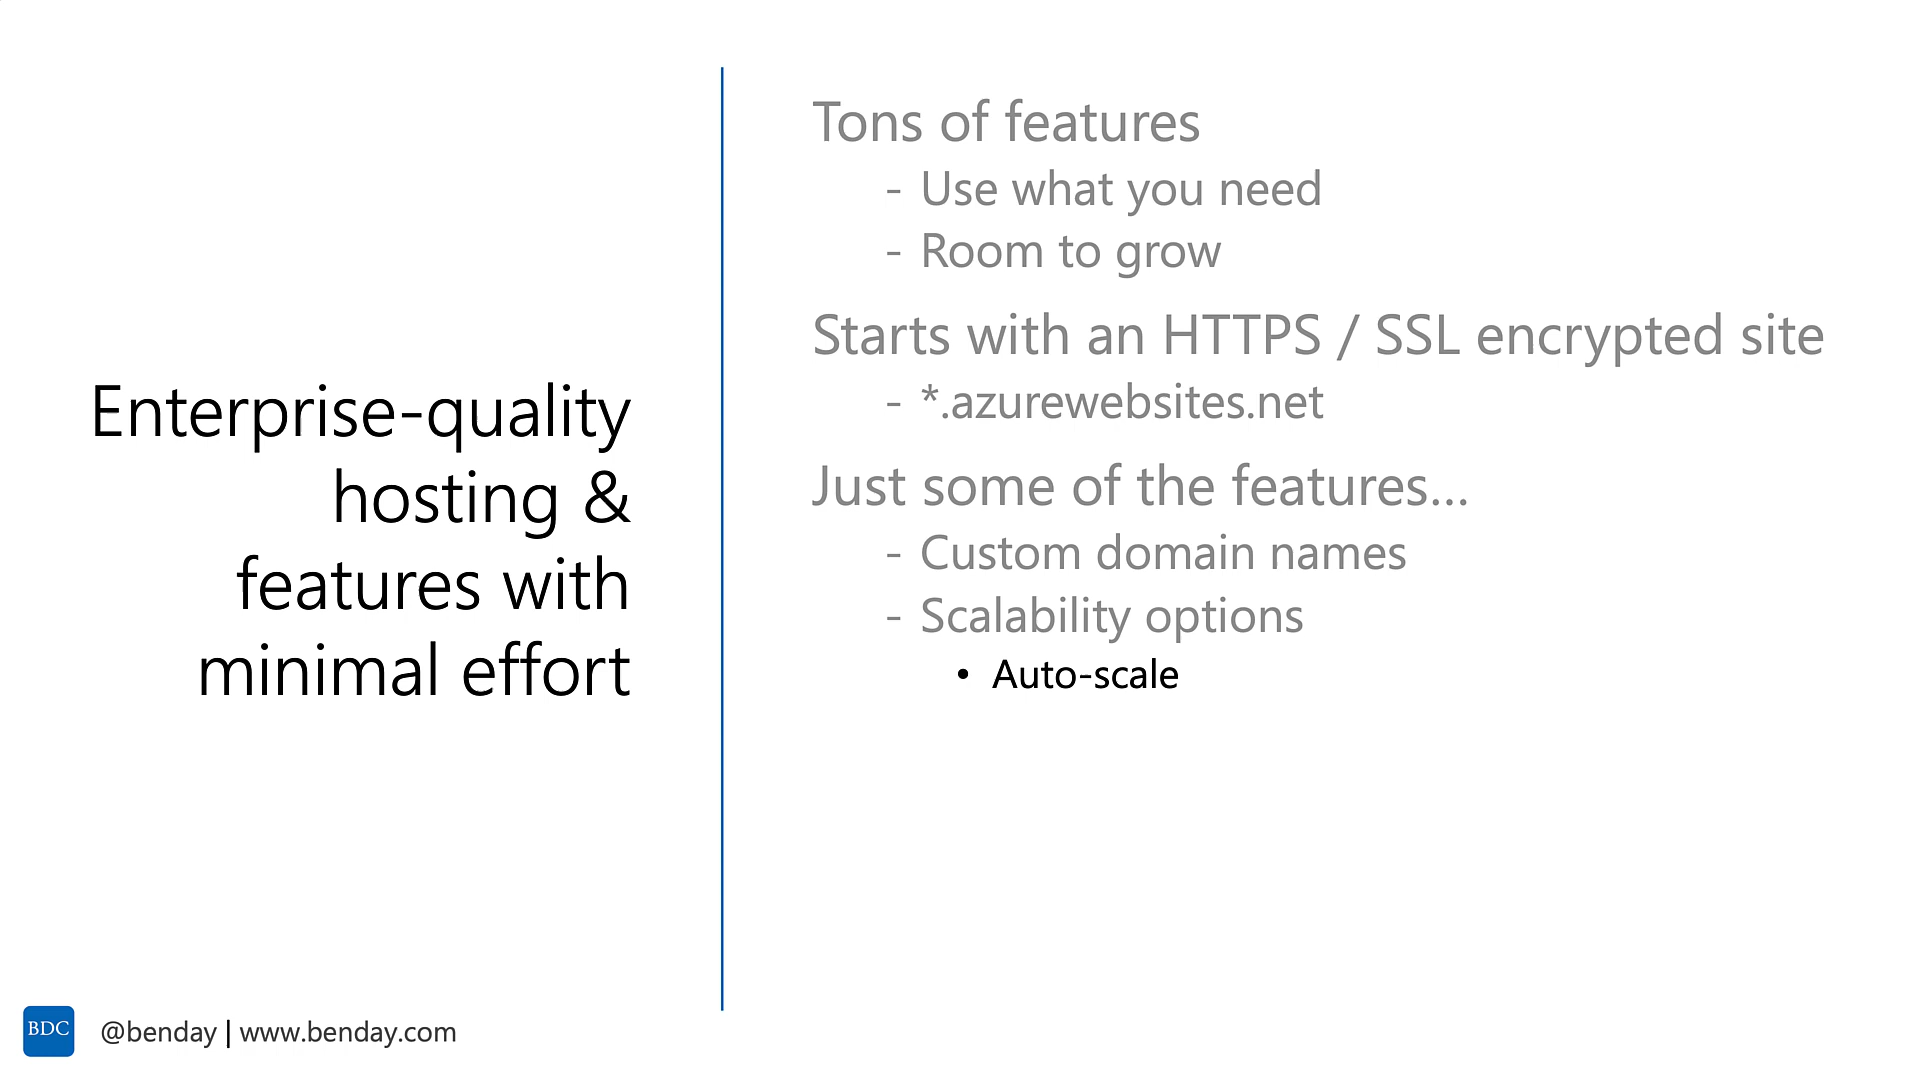 Enterprise-quality
hosting &
features with
minimal effort
Tons of features
- Use what you need
- Room to grow
Starts with an HTTPS / SSL encrypted site
- *.azurewebsites.net
Just some of the features...
- Custom domain names
- Scalability options
• Auto-scale
BDC @benday | www.benday.com